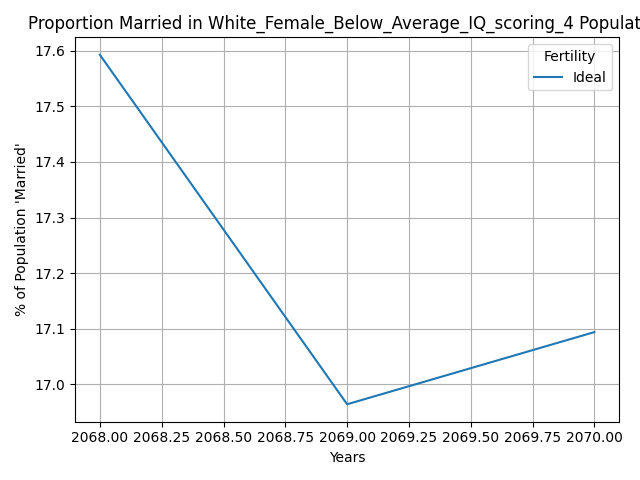 Proportion Married in White_Female_Below_Average_IQ_scoring_4 Populat
17.6
17.5
17.4
17.3
17.2
17.1
17.0
% of Population 'Married'
Fertility
Ideal
2068.00 2068.25 2068.50 2068.75 2069.00 2069.25 2069.50 2069.75 2070.00
Years